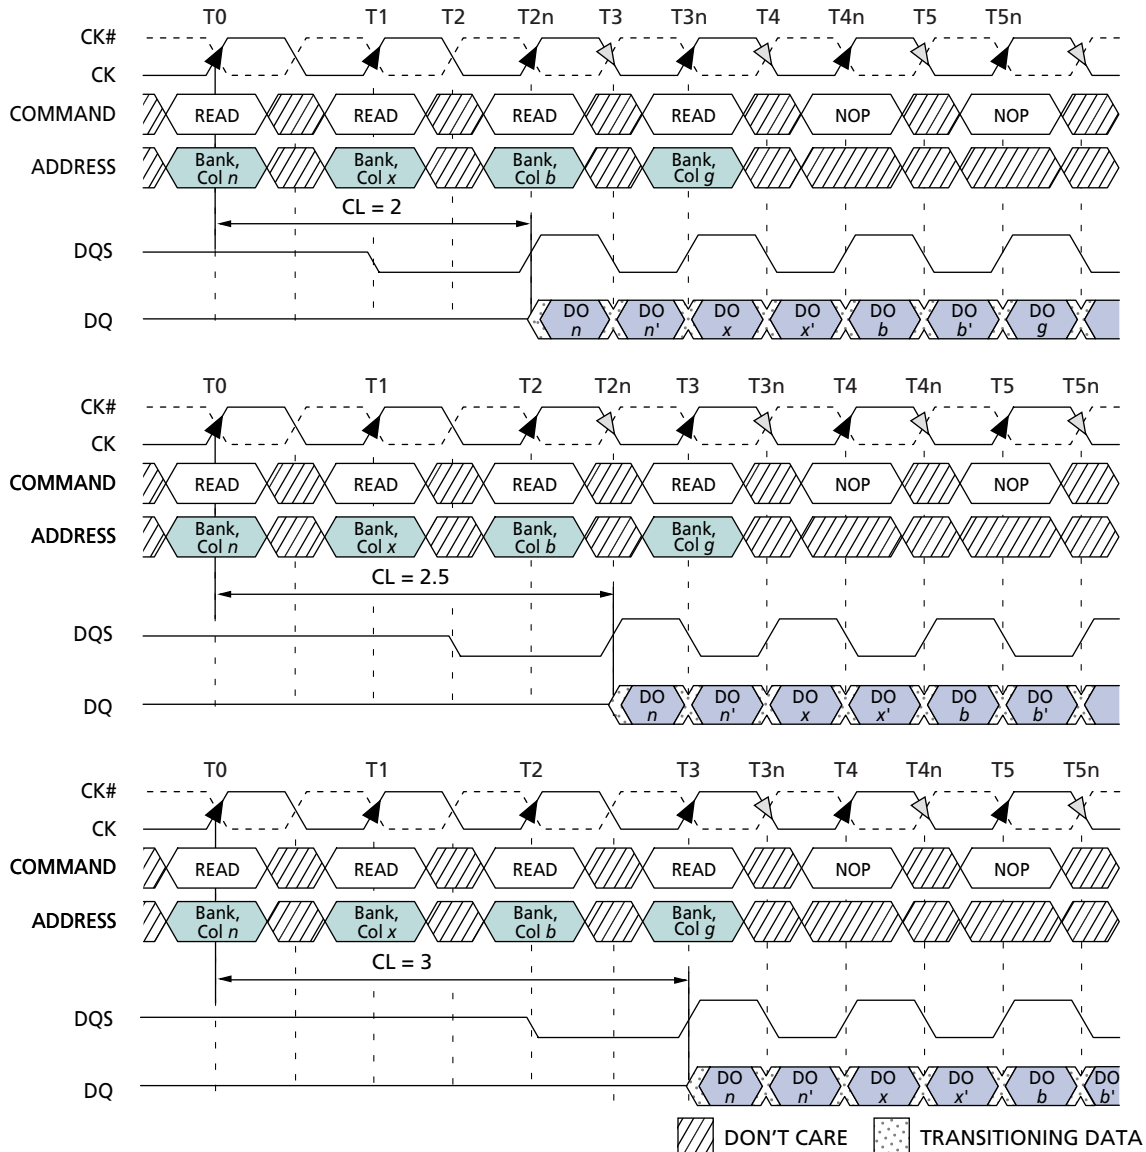 T0 T1 T2 T2n T3 T3n T4 T4n T5 T5n
CK#
CK
COMMAND READ READ READ READ NOP NOP
ADDRESS Bank, Col n Bank, Col x Bank, Col b Bank, Col g
CL = 2
DQS
DQ DO n DO n' DO x DO x' DO b DO b' DO g
T0 T1 T2 T2n T3 T3n T4 T4n T5 T5n
CK#
CK
COMMAND READ READ READ READ NOP NOP
ADDRESS Bank, Col n Bank, Col x Bank, Col b Bank, Col g
CL = 2.5
DQS
DQ DO n DO n' DO x DO x' DO b DO b'
T0 T1 T2 T3 T3n T4 T4n T5 T5n
CK#
CK
COMMAND READ READ READ READ NOP NOP
ADDRESS Bank, Col n Bank, Col x Bank, Col b Bank, Col g
CL = 3
DQS
DQ DO n DO n' DO x DO x' DO b DO b'
DON'T CARE TRANSITIONING DATA